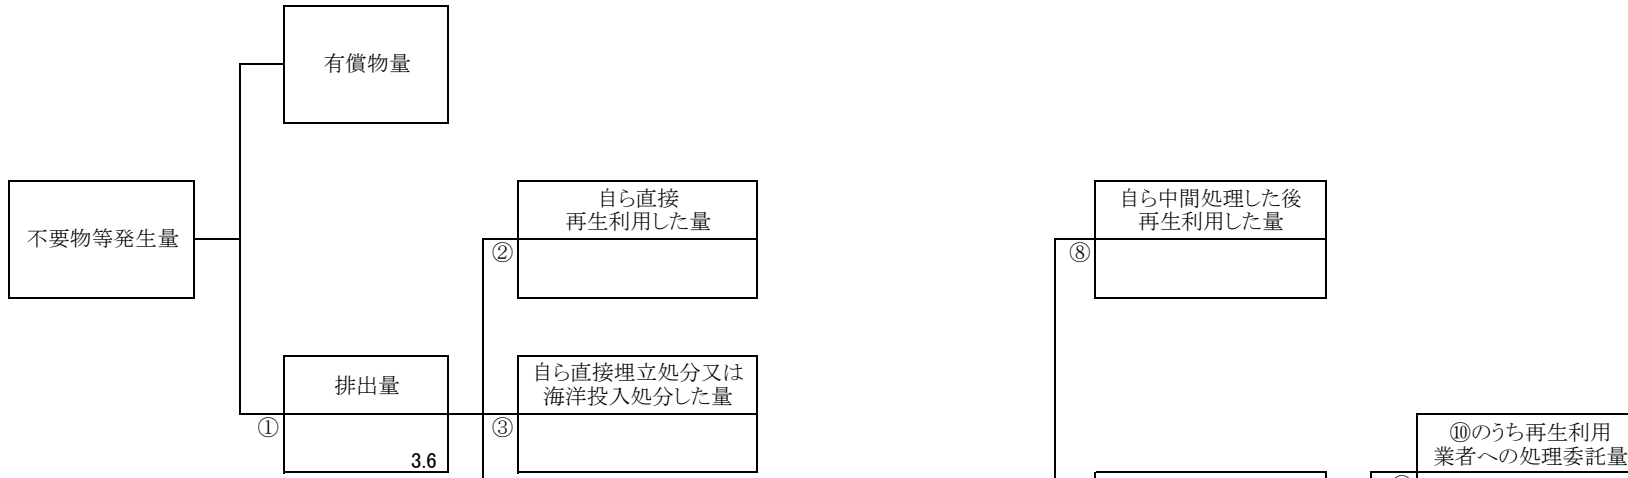 有償物量
不要物等発生量
自ら直接
再生利用した量
②
自ら中間処理した後
再生利用した量
⑧
排出量
①
3.6
自ら直接埋立処分又は
海洋投入処分した量
③
⑩のうち再生利用
業者への処理委託量